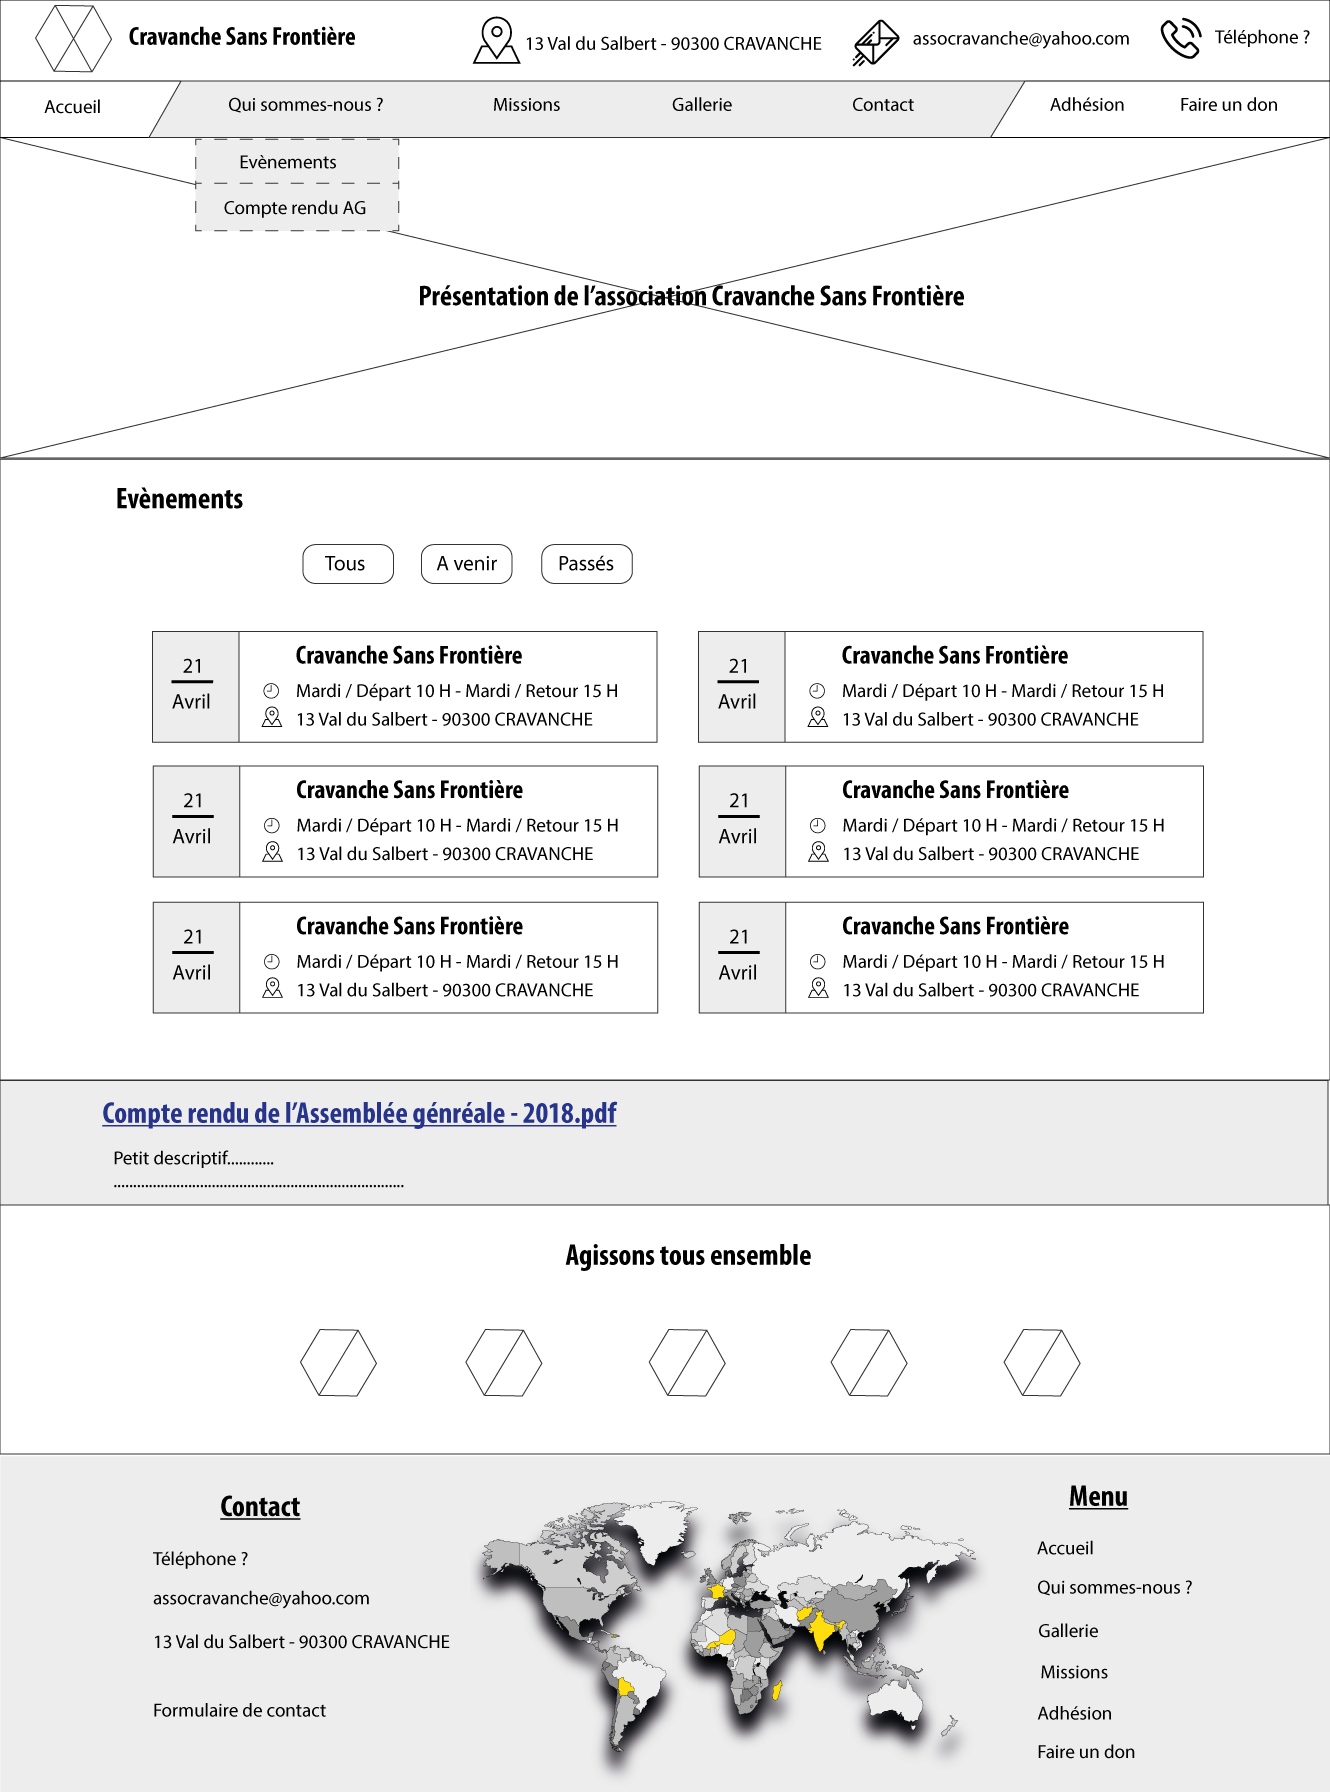 Cravanche Sans Frontière
13 Val du Salbert - 90300 CRAVANCHE
assocravanche@yahoo.com
Téléphone ?
Accueil
Qui sommes-nous ?
Missions
Gallerie
Contact
Adhésion
Faire un don
Evènements
Compte rendu AG
Présentation de l’association Cravanche Sans Frontière
Evènements
Tous
A venir
Passés
21
Avril
Cravanche Sans Frontière
Mardi / Départ 10 H - Mardi / Retour 15 H
13 Val du Salbert - 90300 CRAVANCHE
21
Avril
Cravanche Sans Frontière
Mardi / Départ 10 H - Mardi / Retour 15 H
13 Val du Salbert - 90300 CRAVANCHE
21
Avril
Cravanche Sans Frontière
Mardi / Départ 10 H - Mardi / Retour 15 H
13 Val du Salbert - 90300 CRAVANCHE
21
Avril
Cravanche Sans Frontière
Mardi / Départ 10 H - Mardi / Retour 15 H
13 Val du Salbert - 90300 CRAVANCHE
21
Avril
Cravanche Sans Frontière
Mardi / Départ 10 H - Mardi / Retour 15 H
13 Val du Salbert - 90300 CRAVANCHE
21
Avril
Cravanche Sans Frontière
Mardi / Départ 10 H - Mardi / Retour 15 H
13 Val du Salbert - 90300 CRAVANCHE
Compte rendu de l’Assemblée génréale - 2018.pdf
Petit descriptif............
..........................................................................
Agissons tous ensemble
Contact
Téléphone ?
assocravanche@yahoo.com
13 Val du Salbert - 90300 CRAVANCHE
Formulaire de contact
Menu
Accueil
Qui sommes-nous ?
Gallerie
Missions
Adhésion
Faire un don